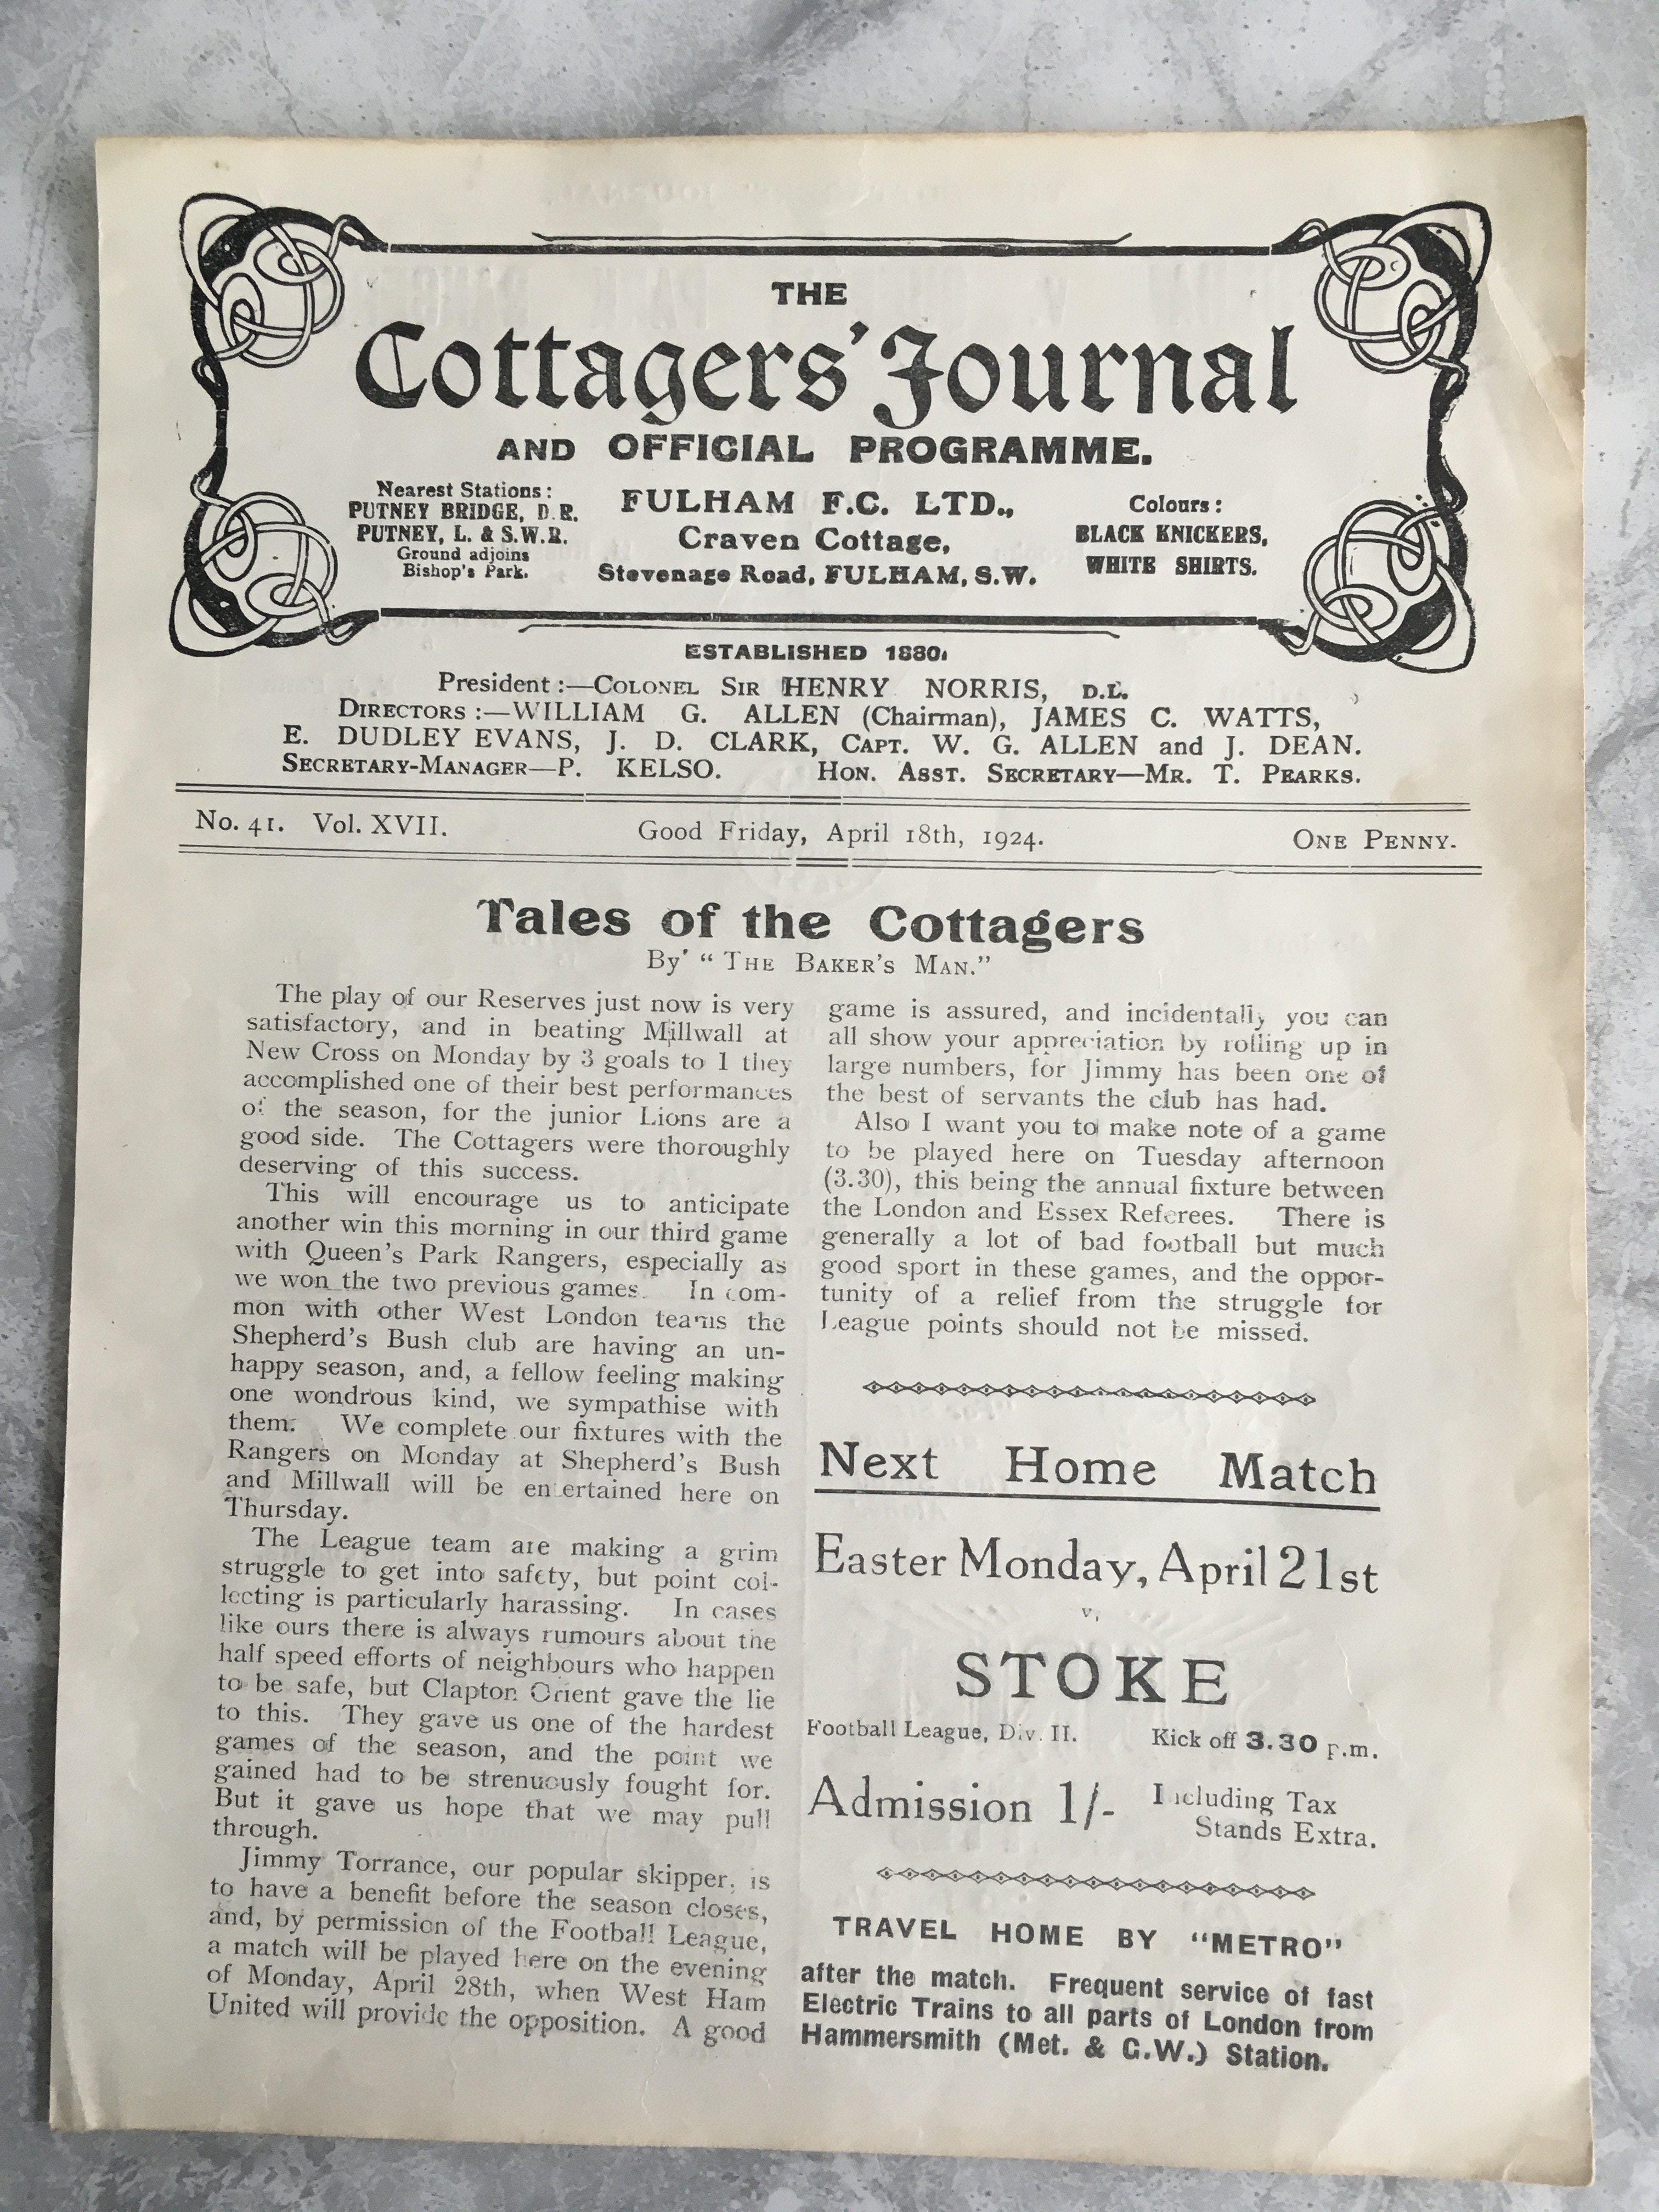 THE
Cottagers' Journal
AND OFFICIAL PROGRAMME.
Nearest Stations:
PUTNEY BRIDGE, D.R.
PUTNEY, L. & S.W.R.
Ground adjoins
Bishop's Park.
FULHAM F.C. LTD.,
Craven Cottage,
Stevenage Road, FULHAM, S.W.
Colours:
BLACK KNICKERS,
WHITE SHIRTS.
ESTABLISHED 1880.
President:—COLONEL SIR HENRY NORRIS, D.L.
DIRECTORS:—WILLIAM G. ALLEN (Chairman), JAMES C. WATTS,
E. DUDLEY EVANS, J. D. CLARK, CAPT. W. G. ALLEN and J. DEAN.
SECRETARY-MANAGER—P. KELSO. HON. ASST. SECRETARY—MR. T. PEARKS.
No. 41. Vol. XVII. Good Friday, April 18th, 1924. ONE PENNY.
Tales of the Cottagers
By "THE BAKER'S MAN."
The play of our Reserves just now is very
satisfactory, and in beating Millwall at
New Cross on Monday by 3 goals to 1 they
accomplished one of their best performances
of the season, for the junior Lions are a
good side. The Cottagers were thoroughly
deserving of this success.
This will encourage us to anticipate
another win this morning in our third game
with Queen's Park Rangers, especially as
we won the two previous games. In com-
mon with other West London teams the
Shepherd's Bush club are having an un-
happy season, and, a fellow feeling making
one wondrous kind, we sympathise with
them. We complete our fixtures with the
Rangers on Monday at Shepherd's Bush
and Millwall will be entertained here on
Thursday.
The League team are making a grim
struggle to get into safety, but point col-
lecting is particularly harassing. In cases
like ours there is always rumours about the
half speed efforts of neighbours who happen
to be safe, but Clapton Orient gave the lie
to this. They gave us one of the hardest
games of the season, and the point we
gained had to be strenuously fought for.
But it gave us hope that we may pull
through.
Jimmy Torrance, our popular skipper, is
to have a benefit before the season closes,
and, by permission of the Football League,
a match will be played here on the evening
of Monday, April 28th, when West Ham
United will provide the opposition. A good
game is assured, and incidentally you can
all show your appreciation by rolling up in
large numbers, for Jimmy has been one of
the best of servants the club has had.
Also I want you to make note of a game
to be played here on Tuesday afternoon
(3.30), this being the annual fixture between
the London and Essex Referees. There is
generally a lot of bad football but much
good sport in these games, and the oppor-
tunity of a relief from the struggle for
League points should not be missed.
Next Home Match
Easter Monday, April 21st
v.
STOKE
Football League, Div. II. Kick off 3.30 p.m.
Admission 1/- Including Tax
Stands Extra.
TRAVEL HOME BY "METRO"
after the match. Frequent service of fast
Electric Trains to all parts of London from
Hammersmith (Met. & G.W.) Station.